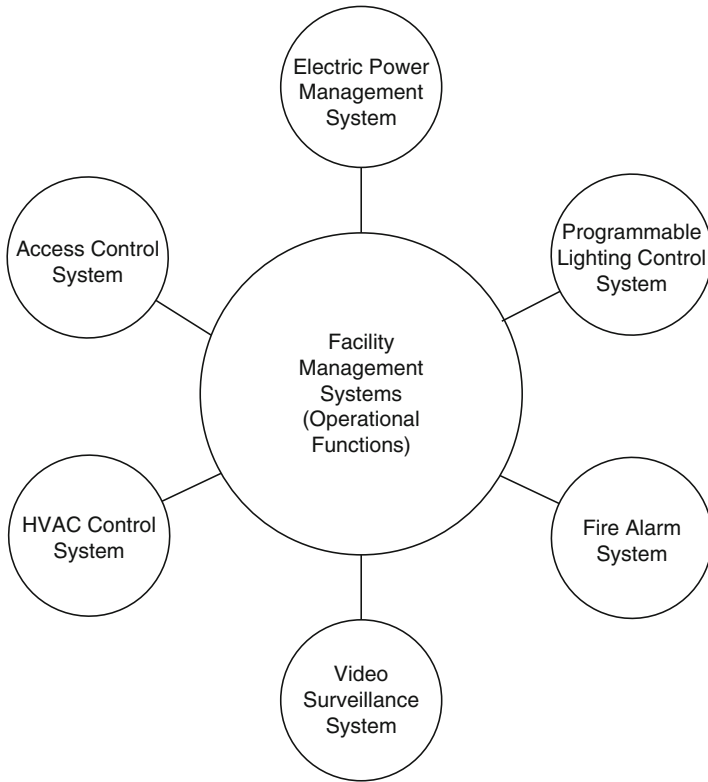 Electric Power
Management
System
Access Control
System
Programmable
Lighting Control
System
Facility
Management
Systems
(Operational
Functions)
HVAC Control
System
Fire Alarm
System
Video
Surveillance
System